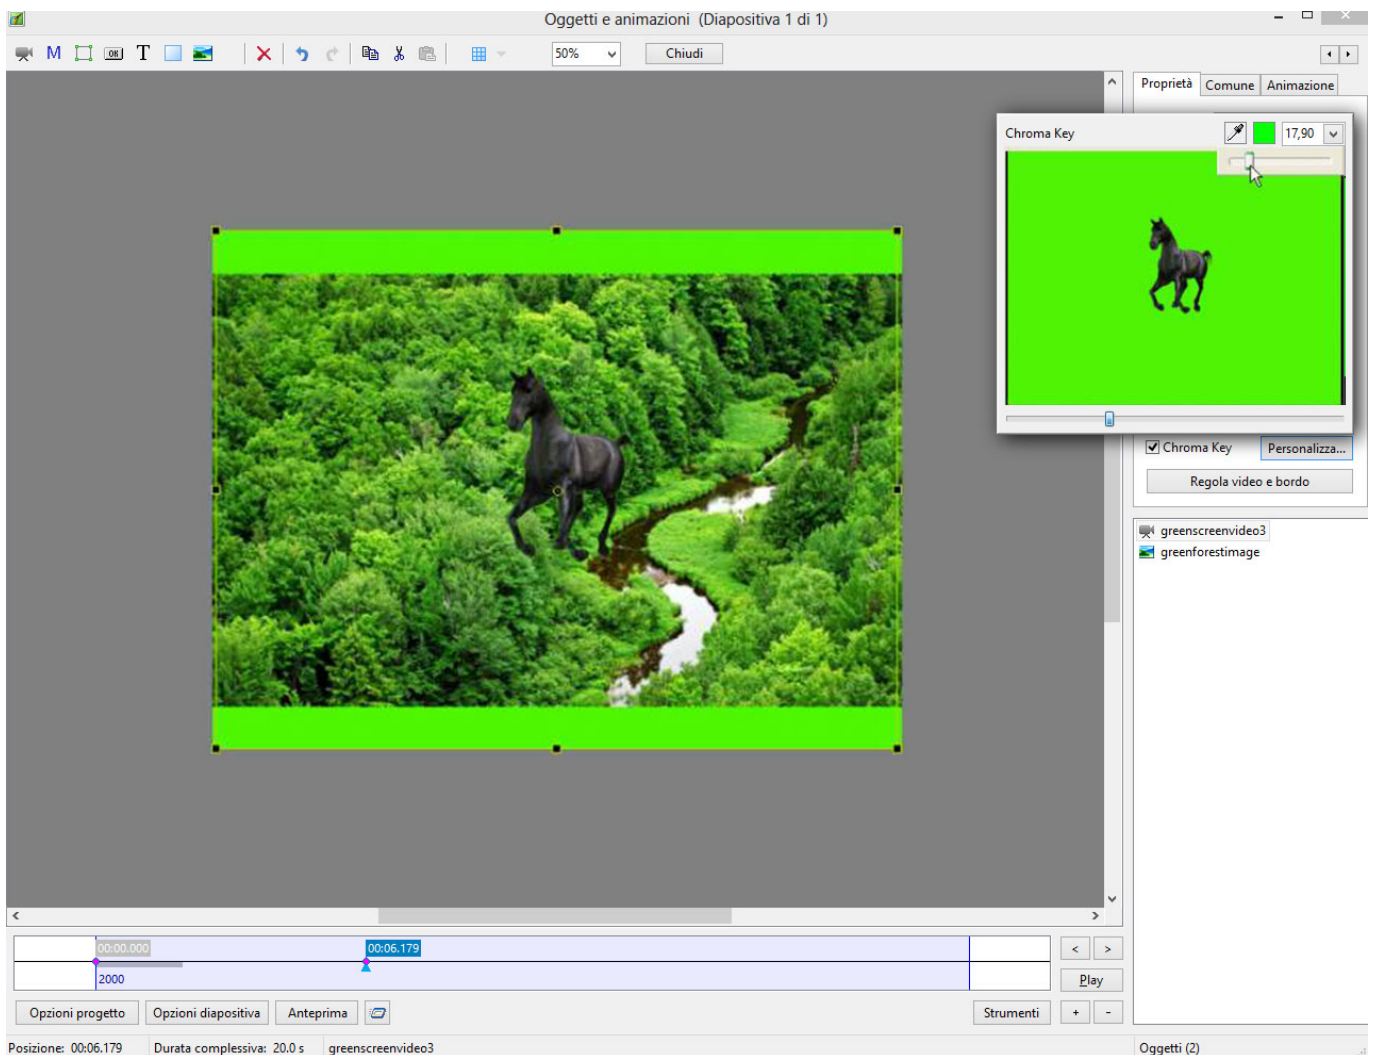 Oggetti e animazioni  (Diapositiva 1 di 1)
M OK T 50% Chiudi
Proprietà Comune Animazione
Chroma Key 17,90
Chroma Key Personalizza...
Regola video e bordo
greenscreenvideo3
greenforestimage
00:00.000 00:06.179 < >
2000 Play
Opzioni progetto Opzioni diapositiva Anteprima Strumenti + -
Posizione: 00:06.179 Durata complessiva: 20.0 s greenscreenvideo3 Oggetti (2)